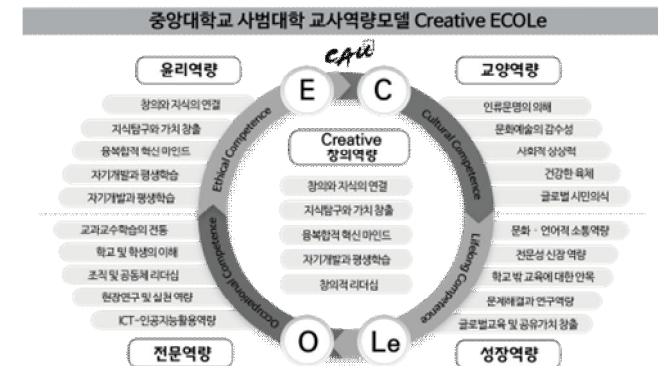 중앙대학교 사범대학 교사역량모델 Creative ECOLe
CAU
윤리역량
창의와 지식의 연결
지식탐구와 가치 창출
융복합적 혁신 마인드
자기개발과 평생학습
자기개발과 평생학습
E
C
교양역량
인류문명의 이해
문화예술의 감수성
사회적 상상력
건강한 육체
글로벌 시민의식
Ethical Competence
Cultural Competence
Creative
창의역량
창의와 지식의 연결
지식탐구와 가치 창출
융복합적 혁신 마인드
자기개발과 평생학습
창의적 리더십
교과교수학습의 전통
학교 및 학생의 이해
조직 및 공동체 리더십
현장연구 및 실천 역량
ICT-인공지능활용역량
전문역량
Occupational Competence
Lifelong Competence
O
Le
문화 · 언어적 소통역량
전문성 신장 역량
학교 밖 교육에 대한 안목
문제해결과 연구역량
글로벌교육 및 공유가치 창출
성장역량